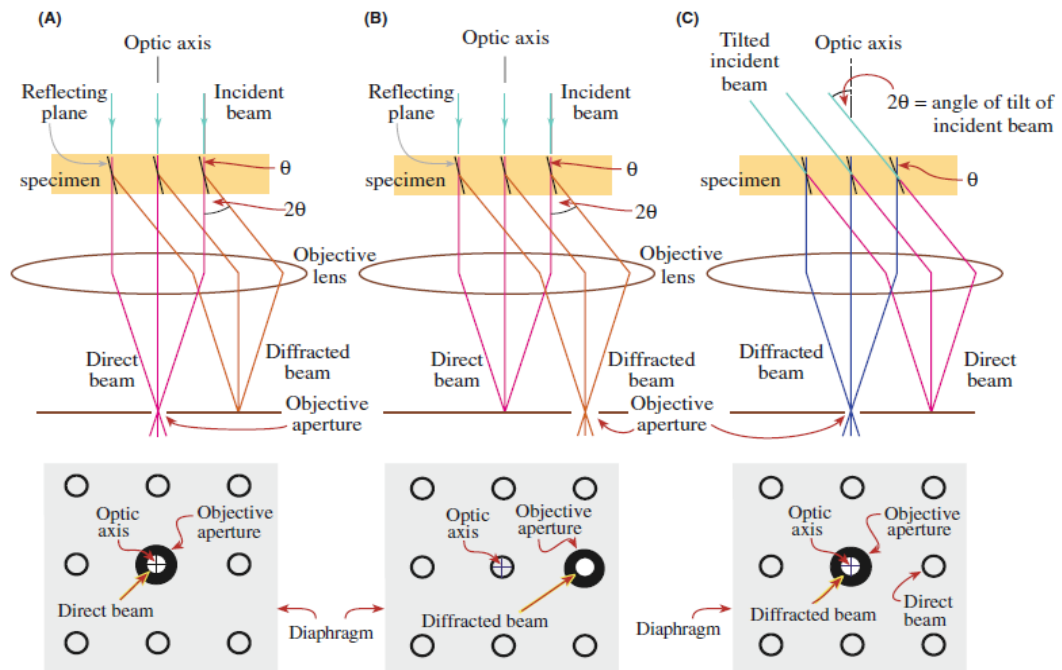 (A)
Optic axis
Reflecting
plane
Incident
beam
specimen
θ
2θ
Objective
lens
Direct
beam
Diffracted
beam
Objective
aperture
(B)
Optic axis
Reflecting
plane
Incident
beam
specimen
θ
2θ
Objective
lens
Direct
beam
Diffracted
beam
Objective
aperture
(C)
Tilted
incident
beam
Optic axis
2θ = angle of tilt of
incident beam
specimen
θ
Diffracted
beam
Direct
beam
Optic
axis
Objective
aperture
Direct beam
Diaphragm
Optic
axis
Objective
aperture
Diffracted beam
Optic
axis
Objective
aperture
Diffracted beam
Direct
beam
Diaphragm